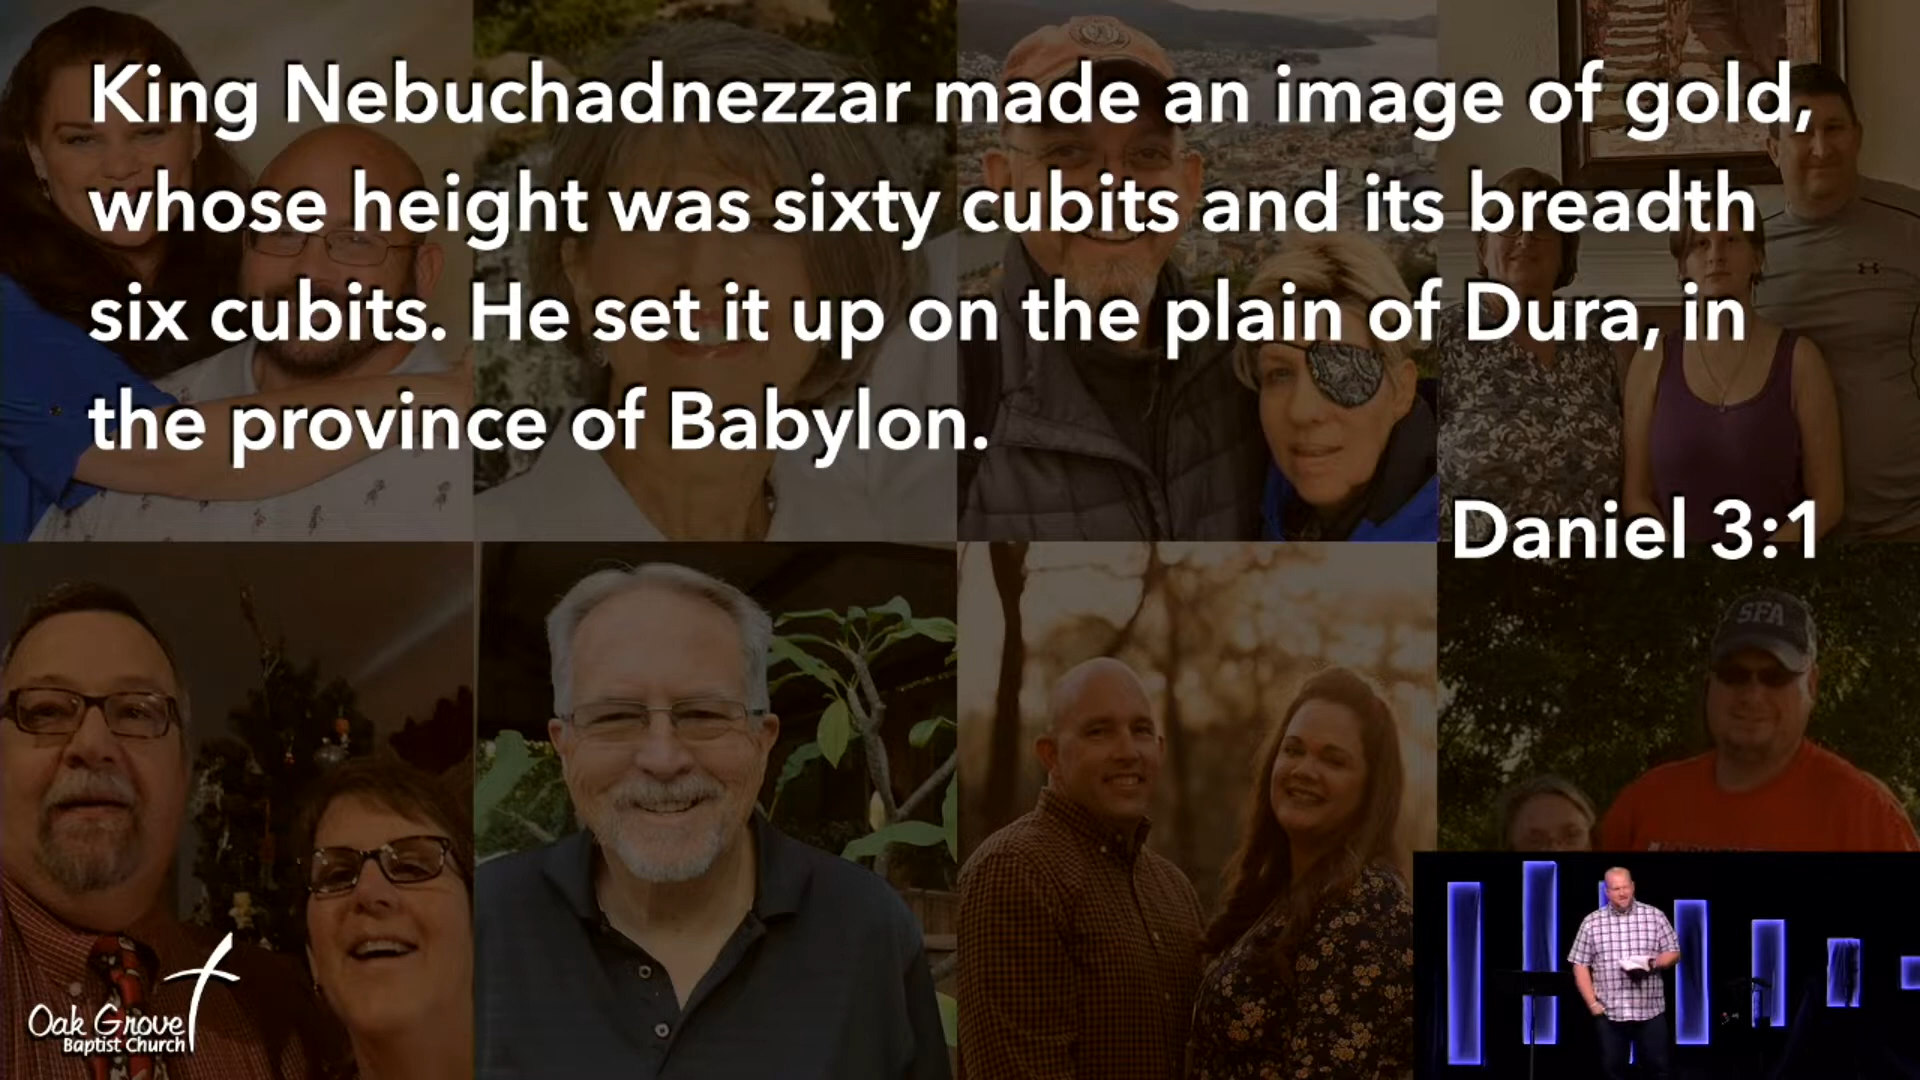 King Nebuchadnezzar made an image of gold,
whose height was sixty cubits and its breadth
six cubits. He set it up on the plain of Dura, in
the province of Babylon.
Daniel 3:1
SFA
Oak Grove
Baptist Church